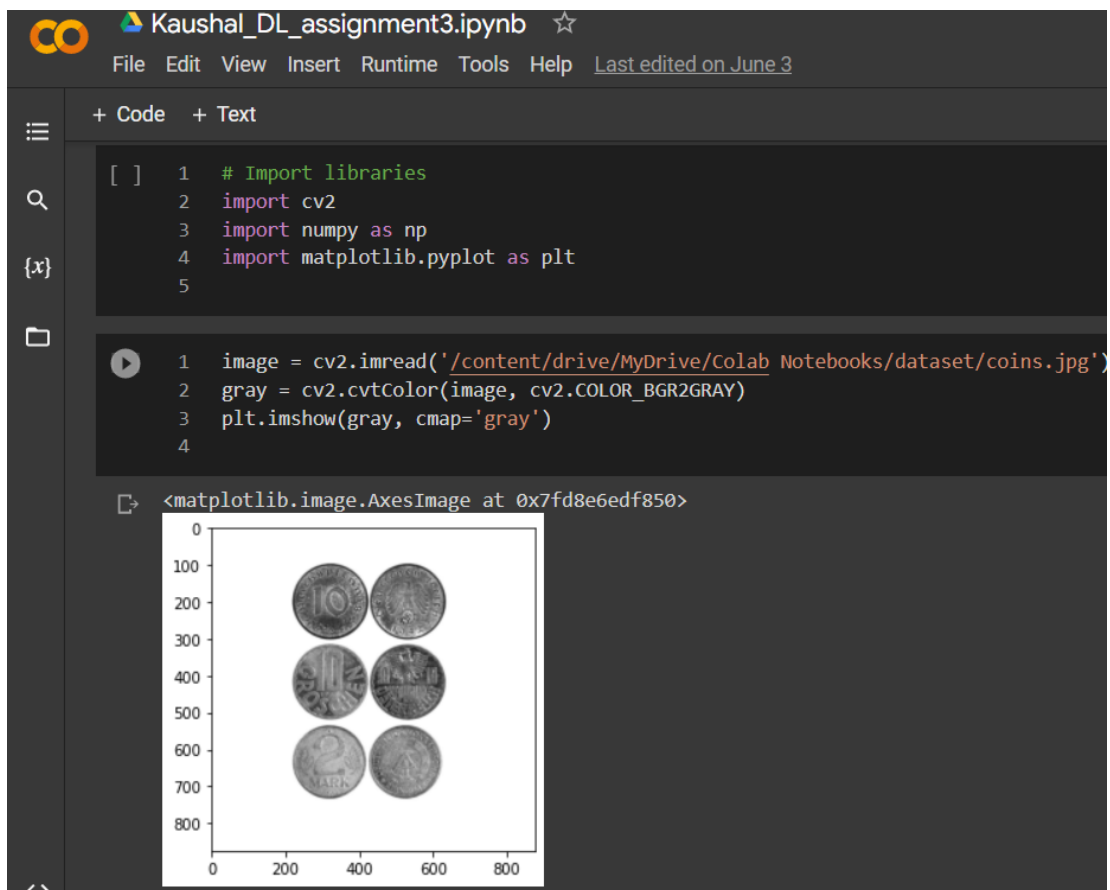 Kaushal_DL_assignment3.ipynb
File Edit View Insert Runtime Tools Help Last edited on June 3
+ Code + Text
[ ] 1 # Import libraries
2 import cv2
3 import numpy as np
{x} 4 import matplotlib.pyplot as plt
5
1 image = cv2.imread('/content/drive/MyDrive/Colab Notebooks/dataset/coins.jpg')
2 gray = cv2.cvtColor(image, cv2.COLOR_BGR2GRAY)
3 plt.imshow(gray, cmap='gray')
4
<matplotlib.image.AxesImage at 0x7fd8e6edf850>
0
100
200
300
400
500
600
700
800
0 200 400 600 800
10
10
GROSCHEN
2
MARK